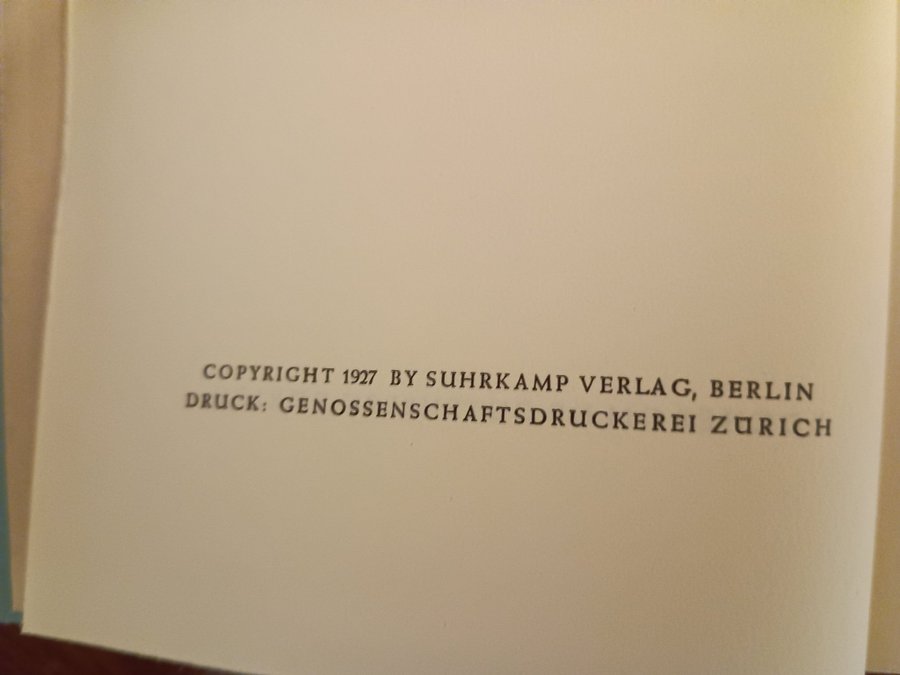 COPYRIGHT 1927 BY SUHRKAMP VERLAG, BERLIN
DRUCK: GENOSSENSCHAFTSDRUCKEREI ZÜRICH